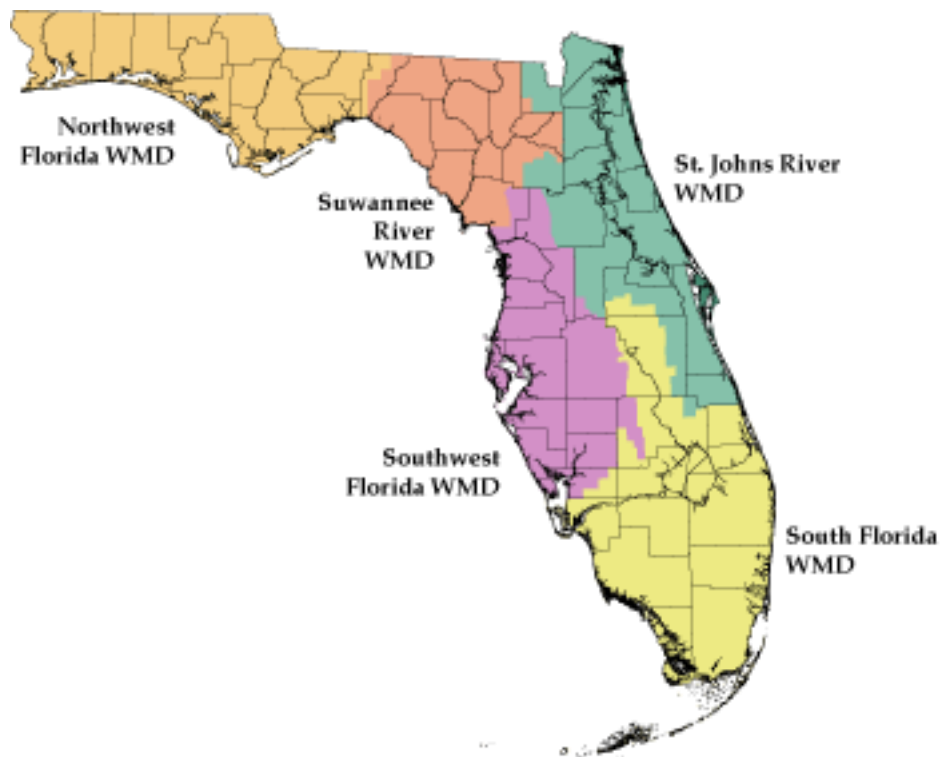 Northwest
Florida WMD
St. Johns River
WMD
Suwannee
River
WMD
Southwest
Florida WMD
South Florida
WMD